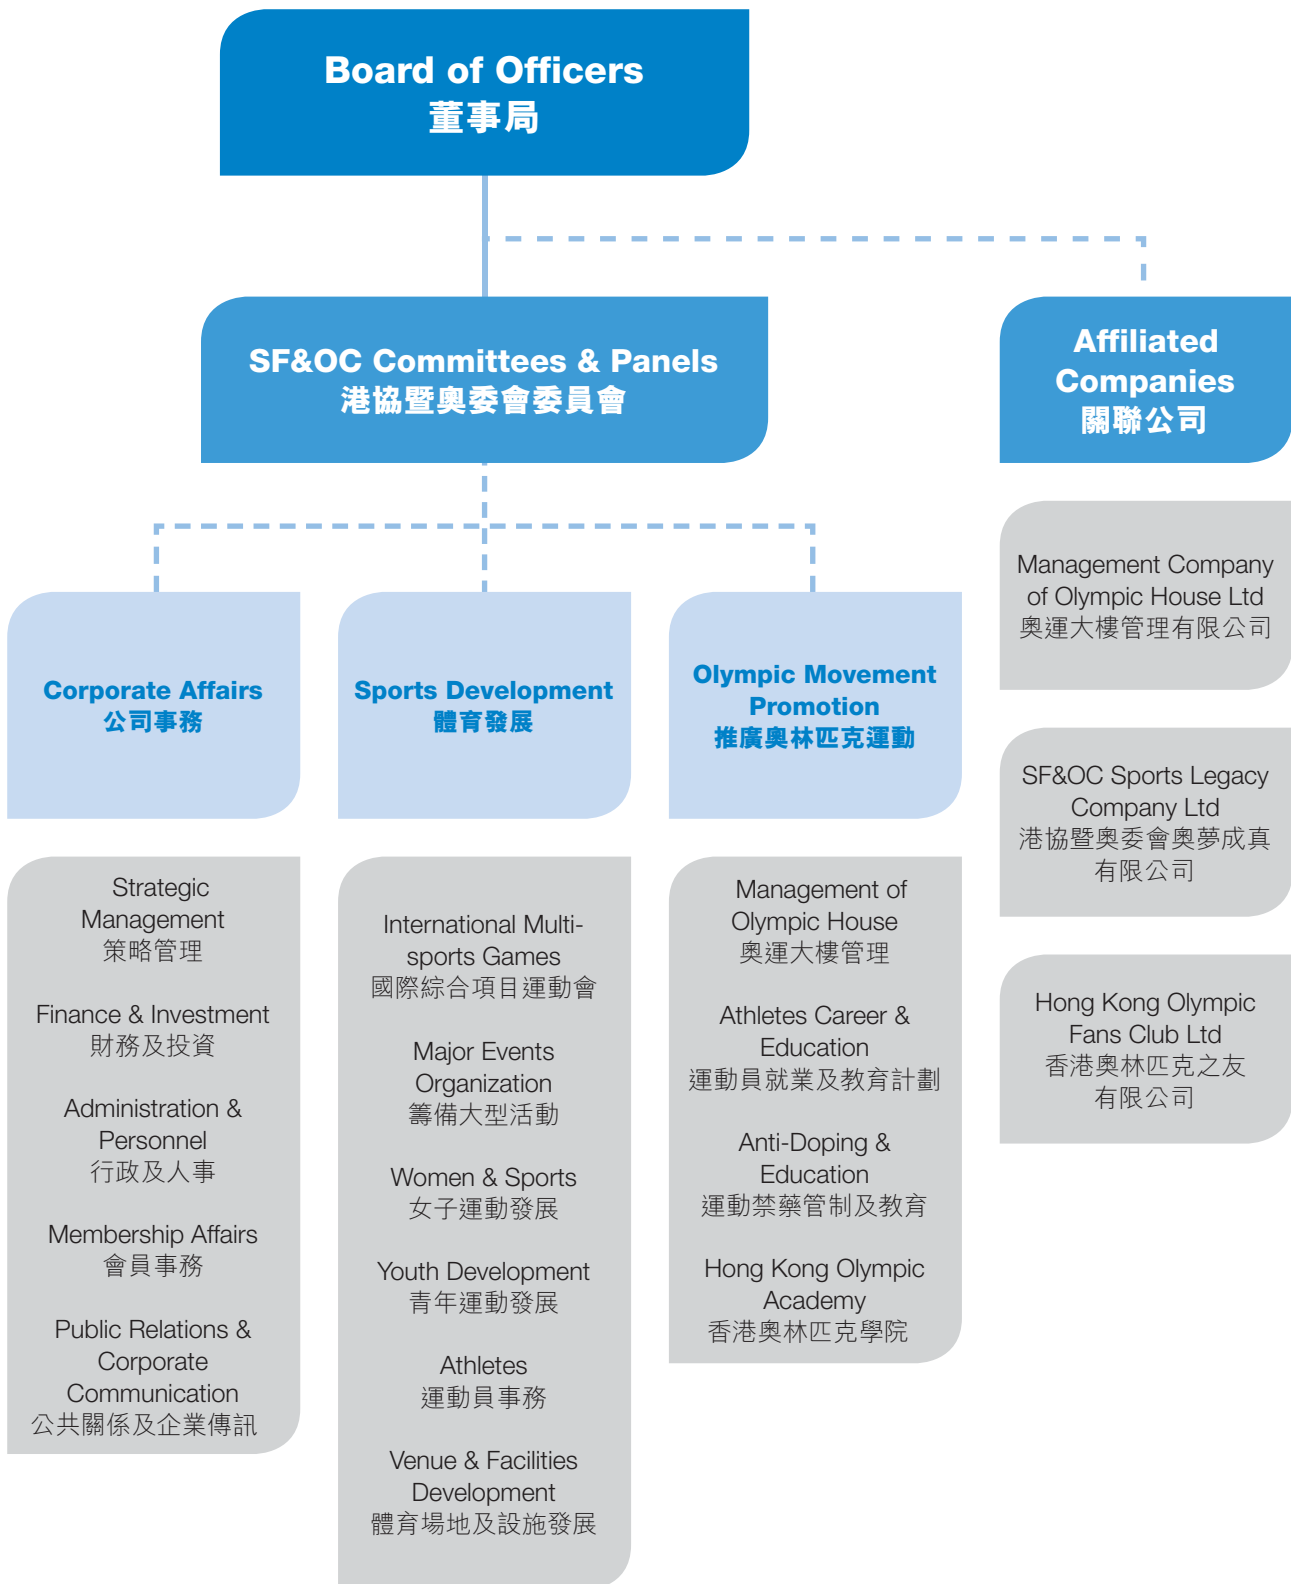 Board of Officers
董事局
SF&OC Committees & Panels
港協暨奧委會委員會
Affiliated
Companies
關聯公司
Corporate Affairs
公司事務
Strategic
Management
策略管理
Finance & Investment
財務及投資
Administration &
Personnel
行政及人事
Membership Affairs
會員事務
Public Relations &
Corporate
Communication
公共關係及企業傳訊
Sports Development
體育發展
International Multi-
sports Games
國際綜合項目運動會
Major Events
Organization
籌備大型活動
Women & Sports
女子運動發展
Youth Development
青年運動發展
Athletes
運動員事務
Venue & Facilities
Development
體育場地及設施發展
Olympic Movement
Promotion
推廣奧林匹克運動
Management of
Olympic House
奧運大樓管理
Athletes Career &
Education
運動員就業及教育計劃
Anti-Doping &
Education
運動禁藥管制及教育
Hong Kong Olympic
Academy
香港奧林匹克學院
Management Company
of Olympic House Ltd
奧運大樓管理有限公司
SF&OC Sports Legacy
Company Ltd
港協暨奧委會奧夢成真
有限公司
Hong Kong Olympic
Fans Club Ltd
香港奧林匹克之友
有限公司